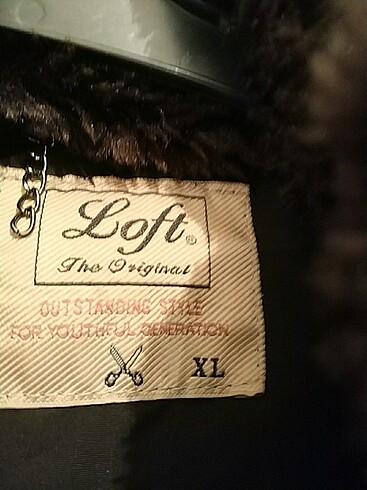 Loft®
The Original
OUTSTANDING STYLE
FOR YOUTHFUL GENERATION
XL